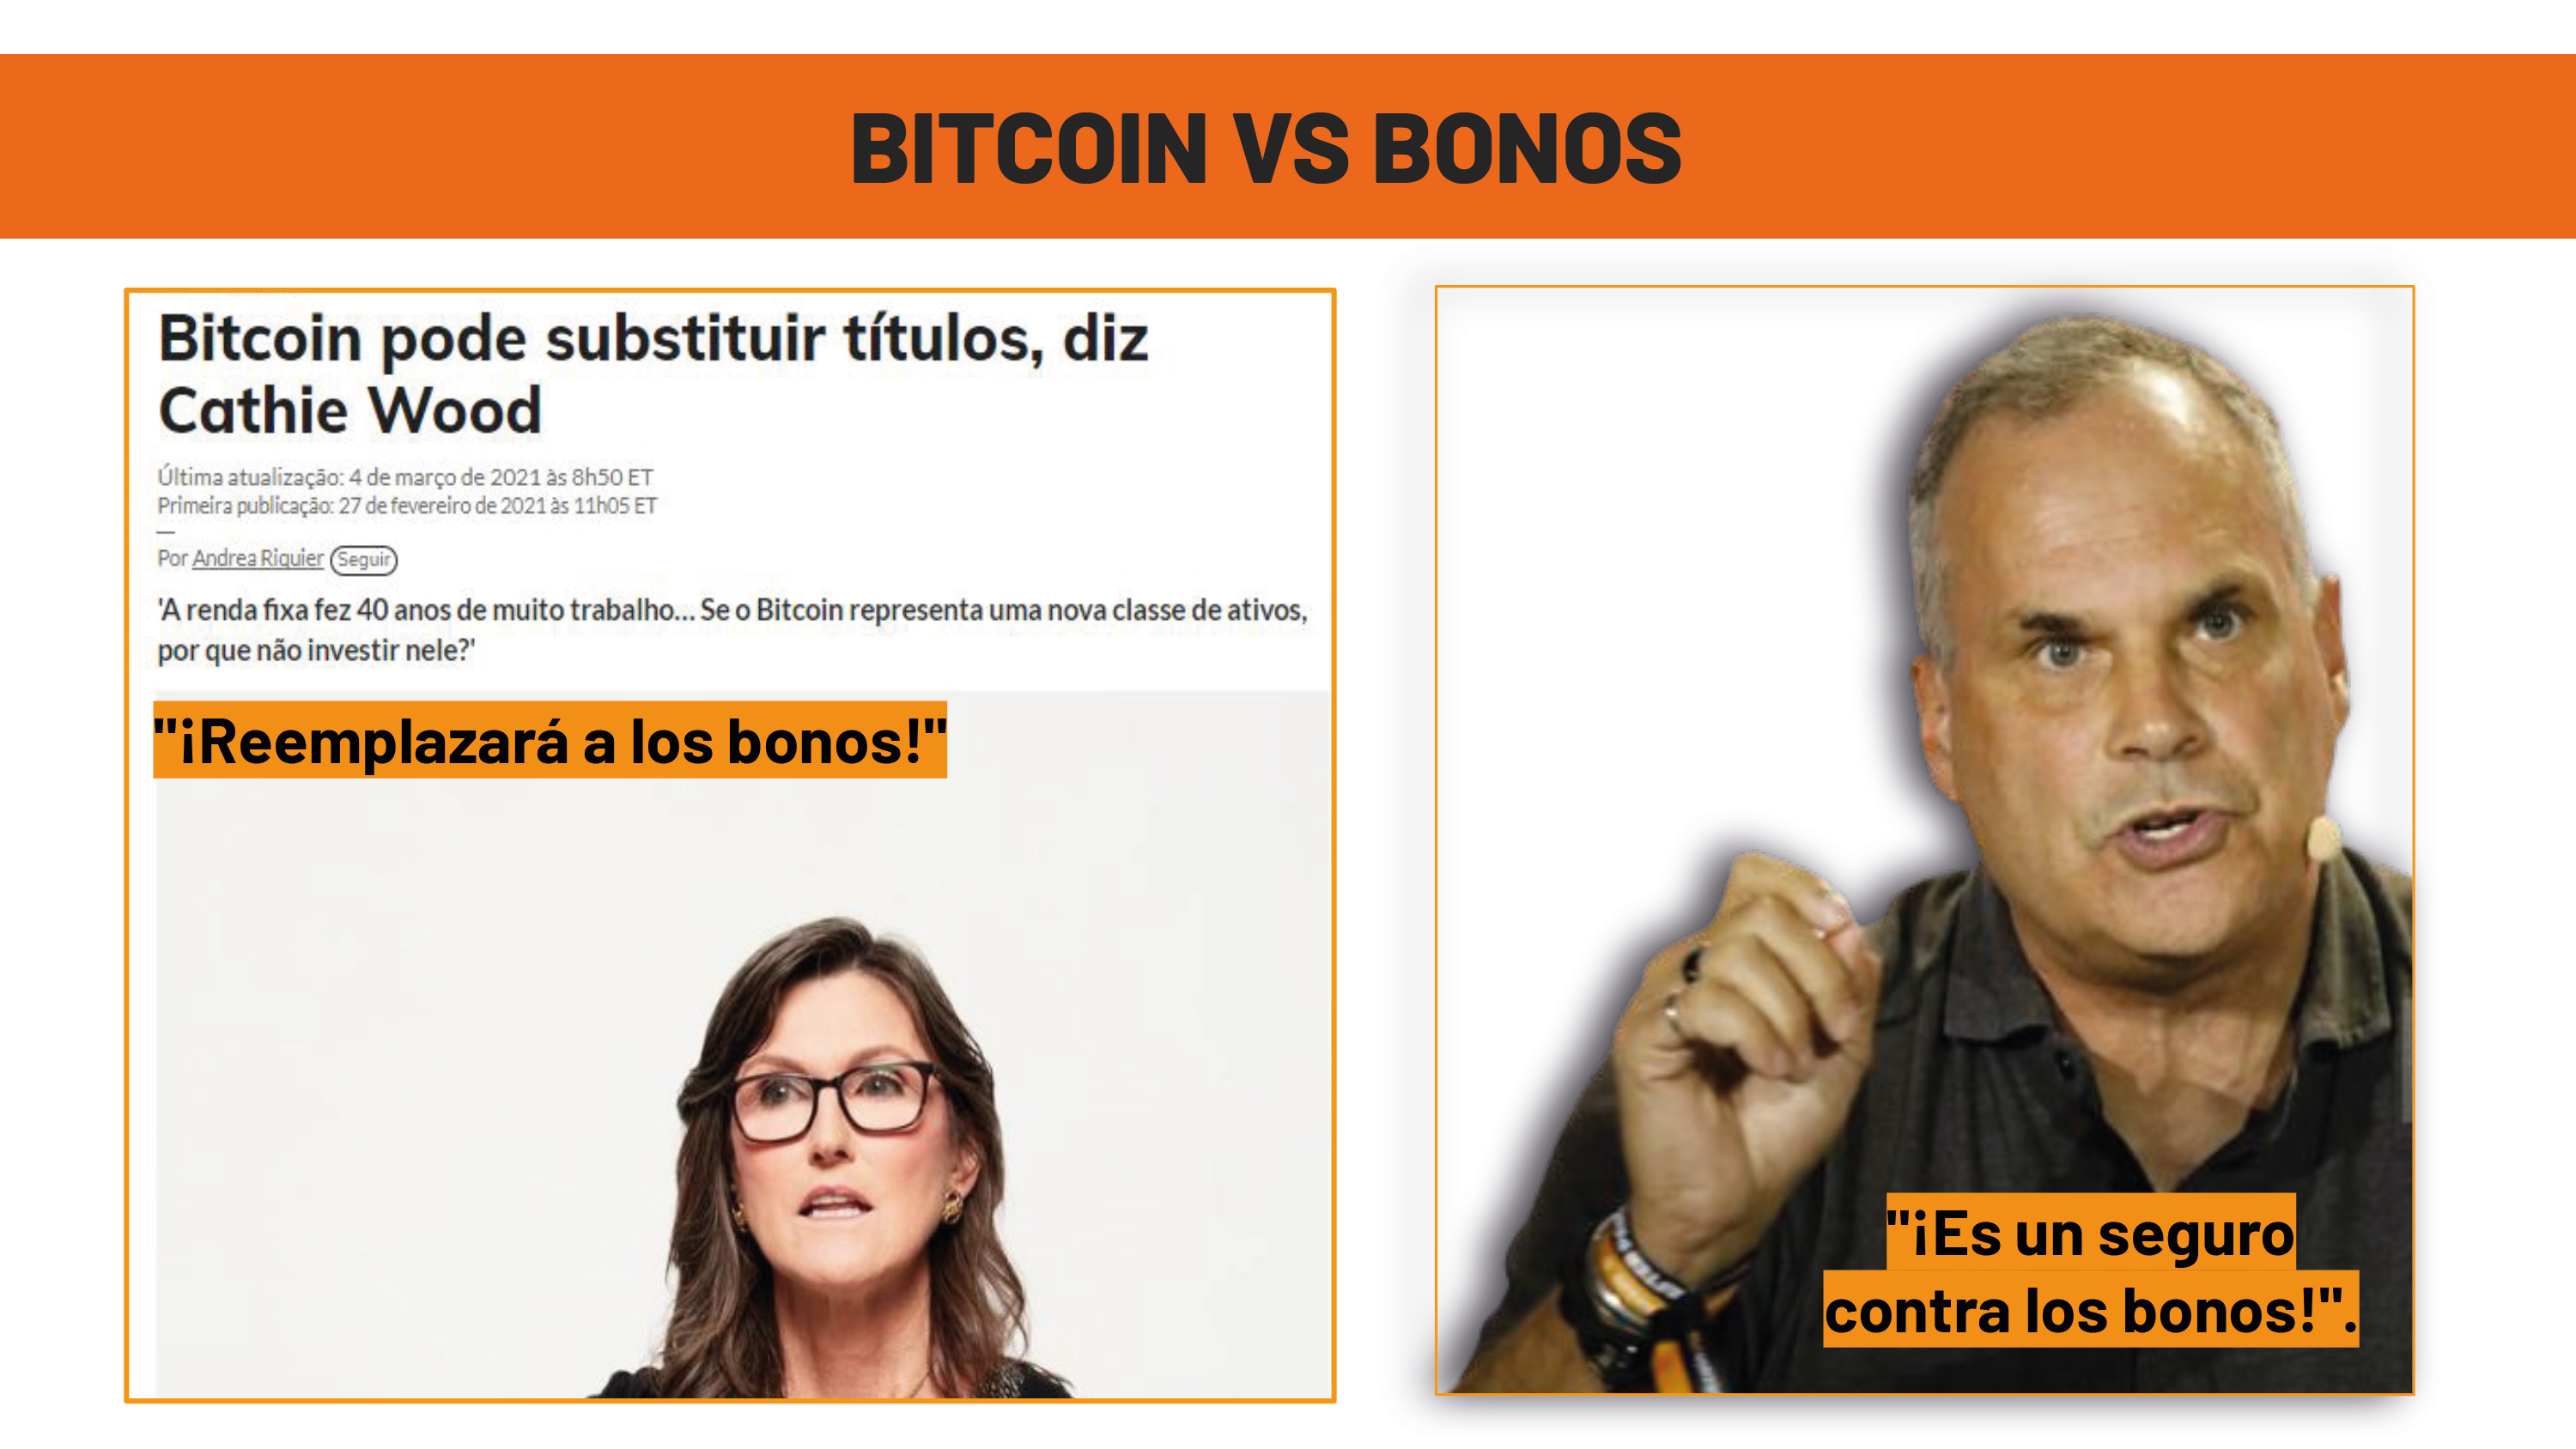 BITCOIN VS BONOS
Bitcoin pode substituir títulos, diz
Cathie Wood
Última atualização: 4 de março de 2021 às 8h50 ET
Primeira publicação: 27 de fevereiro de 2021 às 11h05 ET
—
Por Andrea Riquier Seguir
'A renda fixa fez 40 anos de muito trabalho... Se o Bitcoin representa uma nova classe de ativos,
por que não investir nele?'
"¡Reemplazará a los bonos!"
"¡Es un seguro
contra los bonos!".